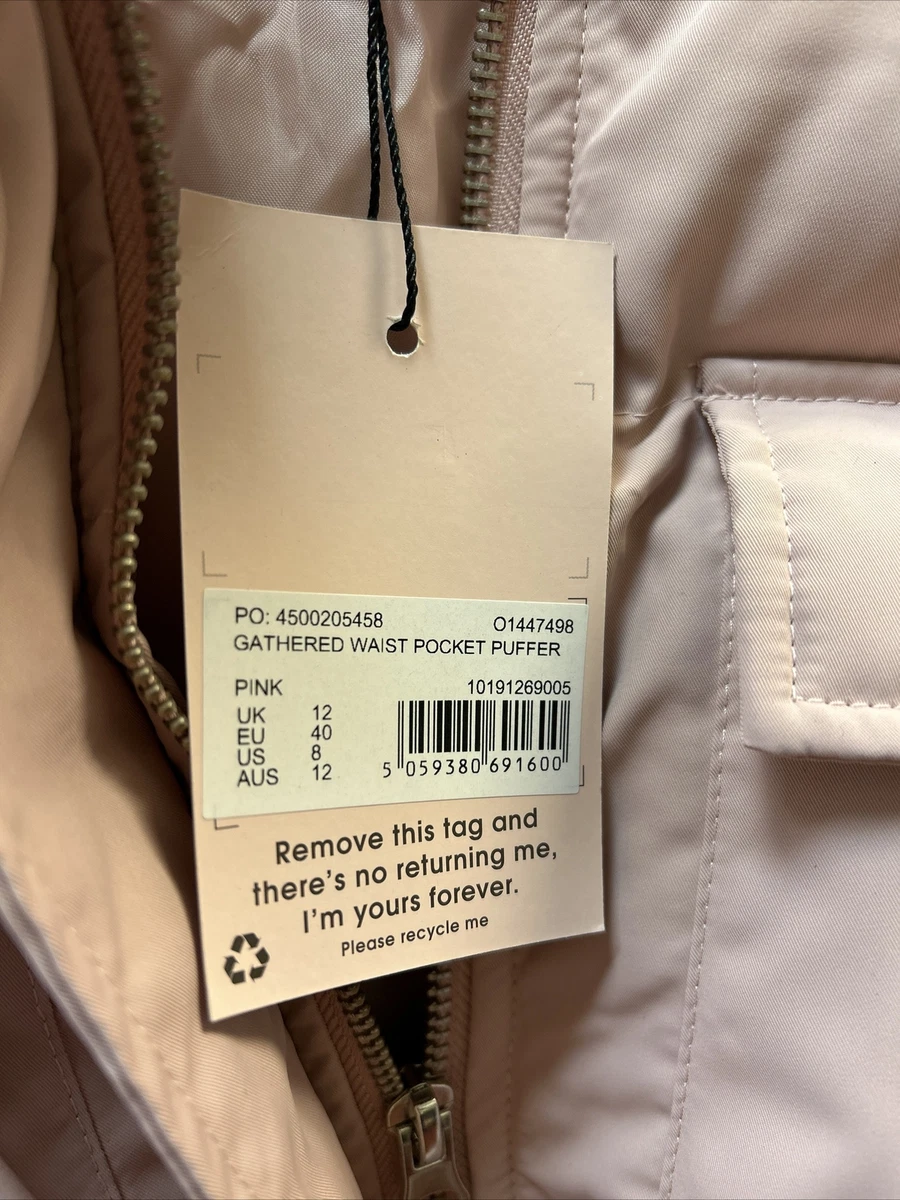 PO: 4500205458 O1447498
GATHERED WAIST POCKET PUFFER
PINK 10191269005
UK 12
EU 40
US 8
AUS 12
5 059380 691600
Remove this tag and
there's no returning me,
I'm yours forever.
Please recycle me